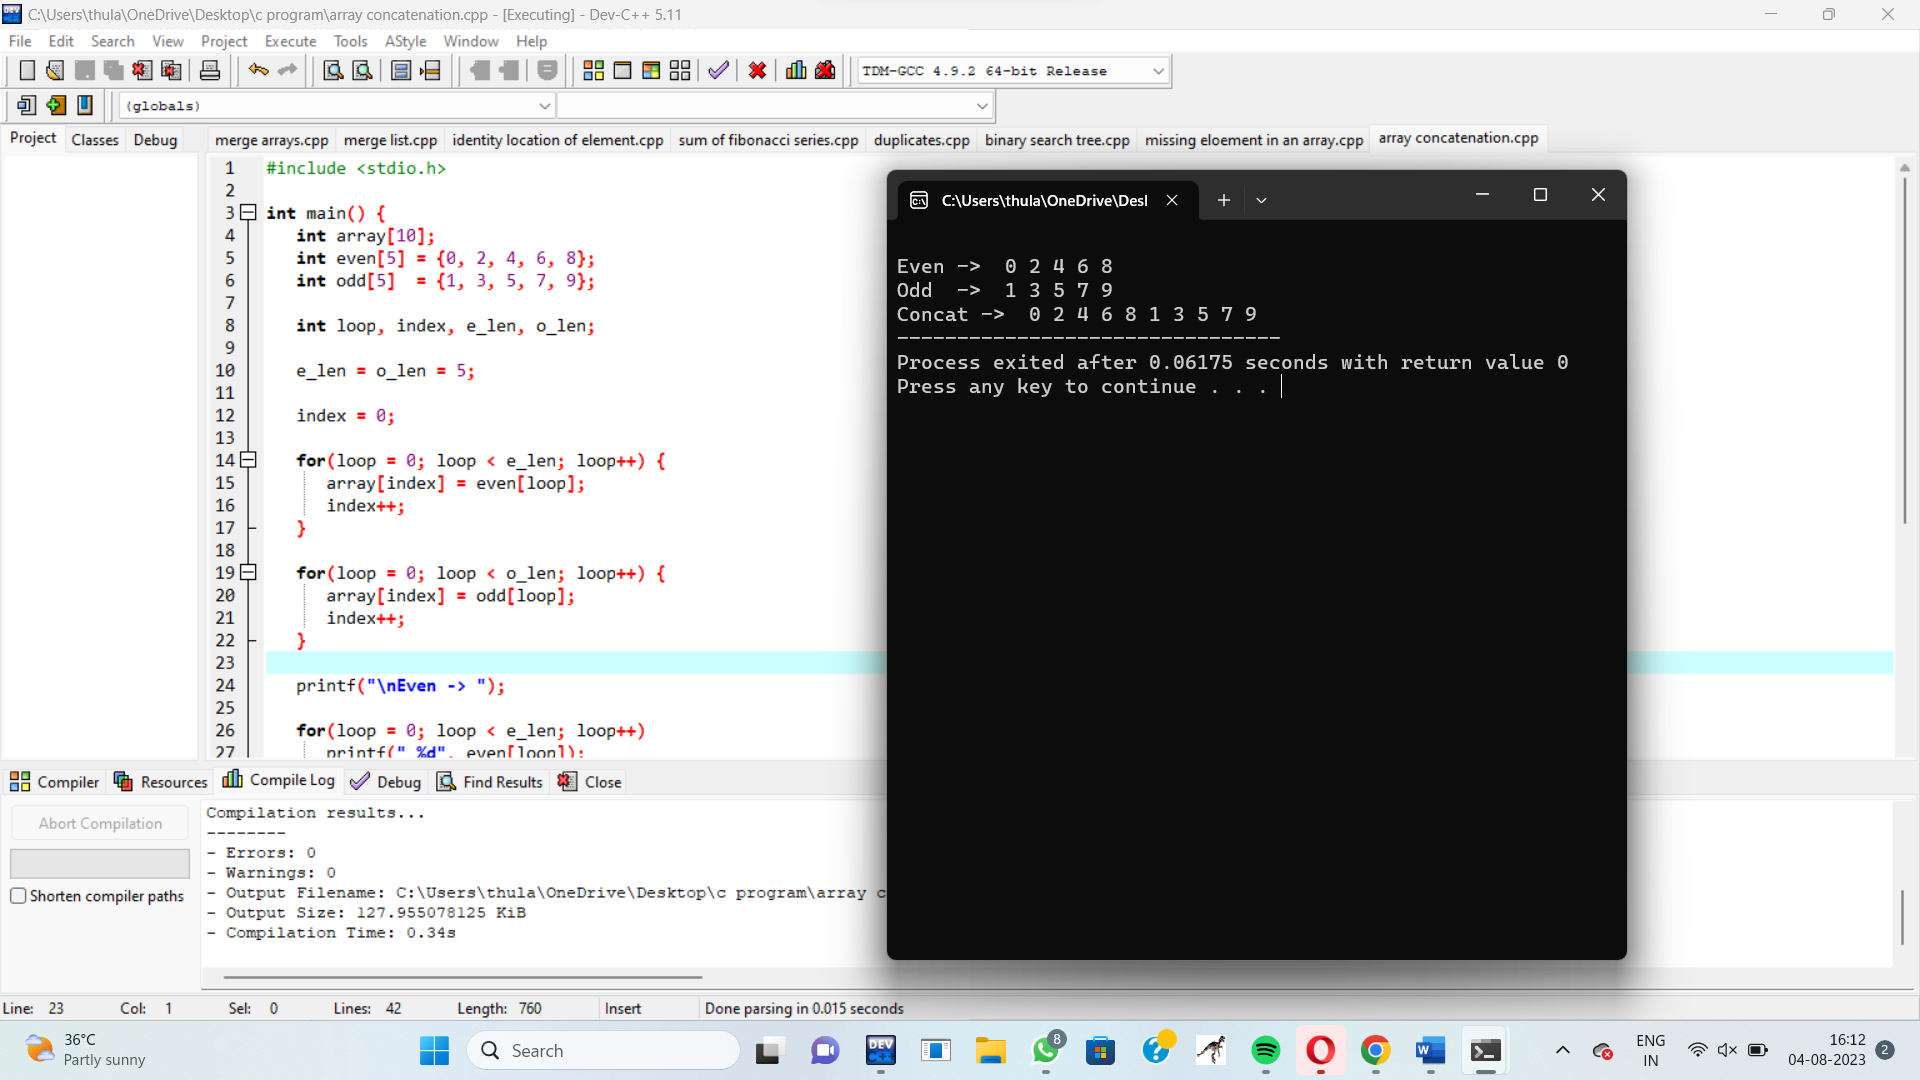 C:\Users\thula\OneDrive\Desktop\c program\array concatenation.cpp - [Executing] - Dev-C++ 5.11
File Edit Search View Project Execute Tools AStyle Window Help
TDM-GCC 4.9.2 64-bit Release
(globals)
Project Classes Debug
merge arrays.cpp merge list.cpp identity location of element.cpp sum of fibonacci series.cpp duplicates.cpp binary search tree.cpp missing eloement in an array.cpp array concatenation.cpp
1 #include <stdio.h>
2
3 int main() {
4 int array[10];
5 int even[5] = {0, 2, 4, 6, 8};
6 int odd[5]  = {1, 3, 5, 7, 9};
7
8 int loop, index, e_len, o_len;
9
10 e_len = o_len = 5;
11
12 index = 0;
13
14 for(loop = 0; loop < e_len; loop++) {
15 array[index] = even[loop];
16 index++;
17 }
18
19 for(loop = 0; loop < o_len; loop++) {
20 array[index] = odd[loop];
21 index++;
22 }
23
24 printf("\nEven -> ");
25
26 for(loop = 0; loop < e_len; loop++)
27 printf(" %d", even[loop]);
C:\Users\thula\OneDrive\Desl
Even ->  0 2 4 6 8
Odd  ->  1 3 5 7 9
Concat ->  0 2 4 6 8 1 3 5 7 9
--------------------------------
Process exited after 0.06175 seconds with return value 0
Press any key to continue . . .
Compiler Resources Compile Log Debug Find Results Close
Abort Compilation
Shorten compiler paths
Compilation results...
--------
- Errors: 0
- Warnings: 0
- Output Filename: C:\Users\thula\OneDrive\Desktop\c program\array c
- Output Size: 127.955078125 KiB
- Compilation Time: 0.34s
Line: 23 Col: 1 Sel: 0 Lines: 42 Length: 760 Insert Done parsing in 0.015 seconds
36°C
Partly sunny
Search
DEV C++
8
ENG
IN
16:12
04-08-2023
2